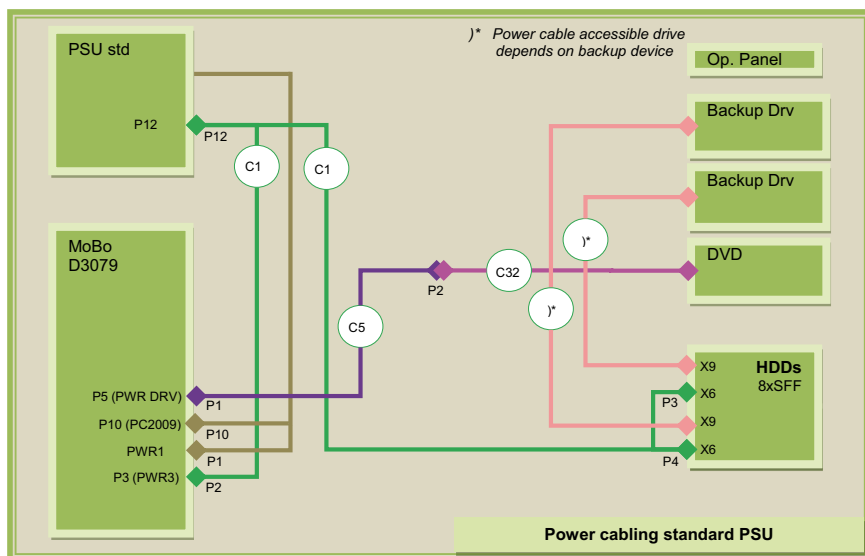 PSU std
P12
P12
C1
C1
)* Power cable accessible drive
depends on backup device
Op. Panel
Backup Drv
Backup Drv
)*
DVD
C32
P2
)*
C5
MoBo
D3079
P5 (PWR DRV)
P1
P10 (PC2009)
P10
PWR1
P1
P3 (PWR3)
P2
HDDs
8xSFF
X9
P3
X6
X9
P4
X6
Power cabling standard PSU